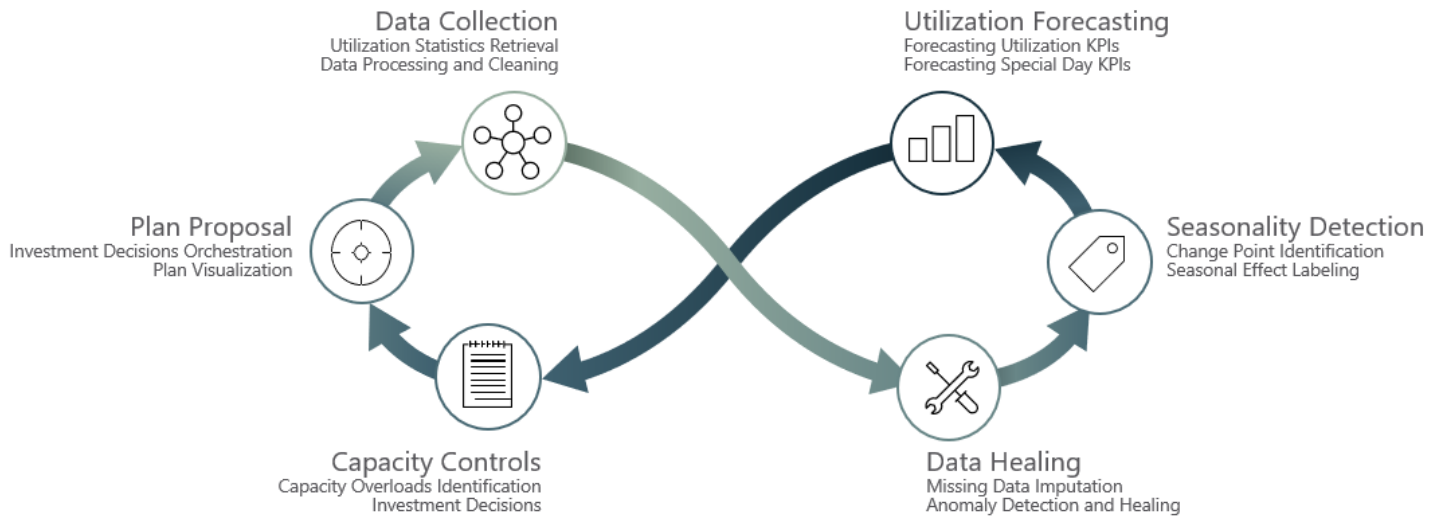 Data Collection
Utilization Statistics Retrieval
Data Processing and Cleaning
Utilization Forecasting
Forecasting Utilization KPIs
Forecasting Special Day KPIs
Plan Proposal
Investment Decisions Orchestration
Plan Visualization
Seasonality Detection
Change Point Identification
Seasonal Effect Labeling
Capacity Controls
Capacity Overloads Identification
Investment Decisions
Data Healing
Missing Data Imputation
Anomaly Detection and Healing